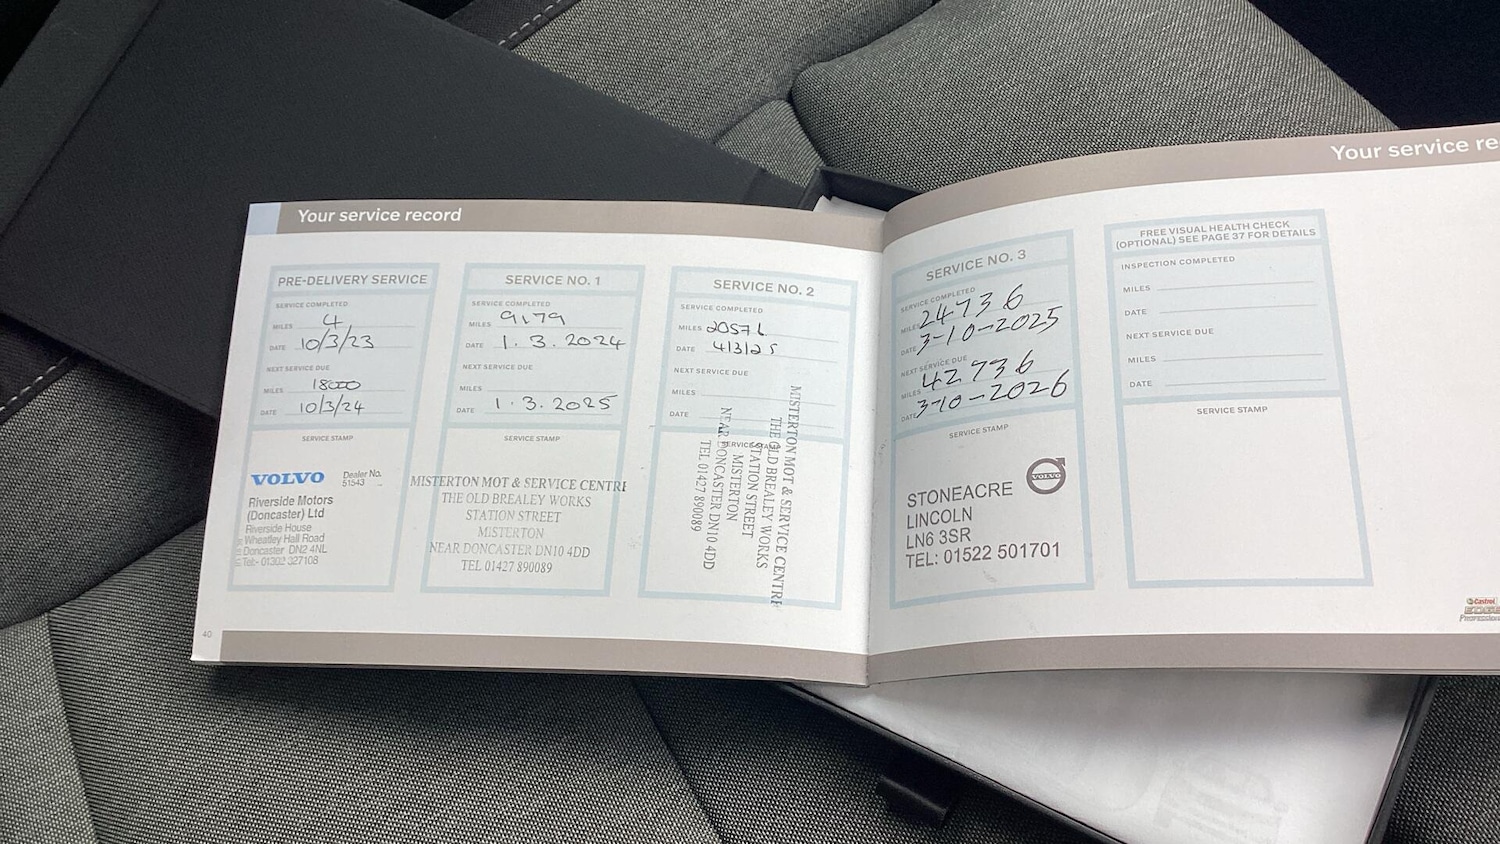 Your service record
PRE-DELIVERY SERVICE
SERVICE COMPLETED
MILES 4
DATE 10/3/23
NEXT SERVICE DUE
MILES 18000
DATE 10/3/24
SERVICE STAMP
VOLVO
Dealer No.
51543
Riverside Motors
(Doncaster) Ltd
Riverside House
Wheatley Hall Road
Doncaster DN2 4NL
Tel:- 01302 327108
40
SERVICE NO. 1
SERVICE COMPLETED
MILES 9179
DATE 1.3.2024
NEXT SERVICE DUE
MILES
DATE 1.3.2025
SERVICE STAMP
MISTERTON MOT & SERVICE CENTRE
THE OLD BREALEY WORKS
STATION STREET
MISTERTON
NEAR DONCASTER DN10 4DD
TEL 01427 890089
SERVICE NO. 2
SERVICE COMPLETED
MILES 20576
DATE 4/3/25
NEXT SERVICE DUE
MILES
DATE
SERVICE STAMP
MISTERTON MOT & SERVICE CENTRE
THE OLD BREALEY WORKS
STATION STREET
MISTERTON
NEAR DONCASTER DN10 4DD
TEL 01427 890089
Your service re
SERVICE NO. 3
SERVICE COMPLETED
MILES 24736
DATE 3-10-2025
NEXT SERVICE DUE
MILES 42736
DATE 3-10-2026
SERVICE STAMP
VOLVO
STONEACRE
LINCOLN
LN6 3SR
TEL: 01522 501701
FREE VISUAL HEALTH CHECK
(OPTIONAL) SEE PAGE 37 FOR DETAILS
INSPECTION COMPLETED
MILES
DATE
NEXT SERVICE DUE
MILES
DATE
SERVICE STAMP
Castrol
EDGE
Professional